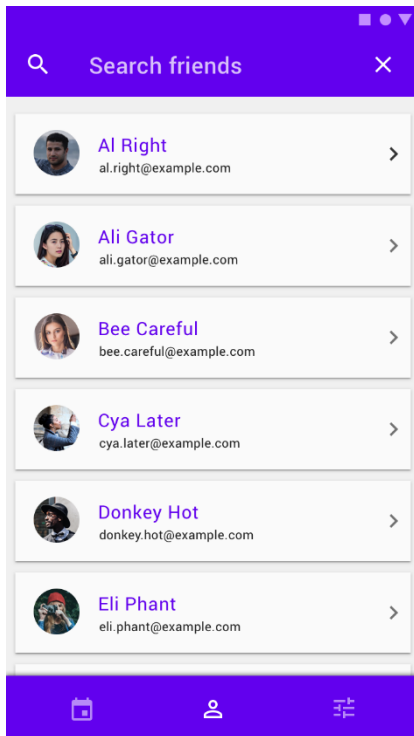 Search friends
Al Right
al.right@example.com
Ali Gator
ali.gator@example.com
Bee Careful
bee.careful@example.com
Cya Later
cya.later@example.com
Donkey Hot
donkey.hot@example.com
Eli Phant
eli.phant@example.com